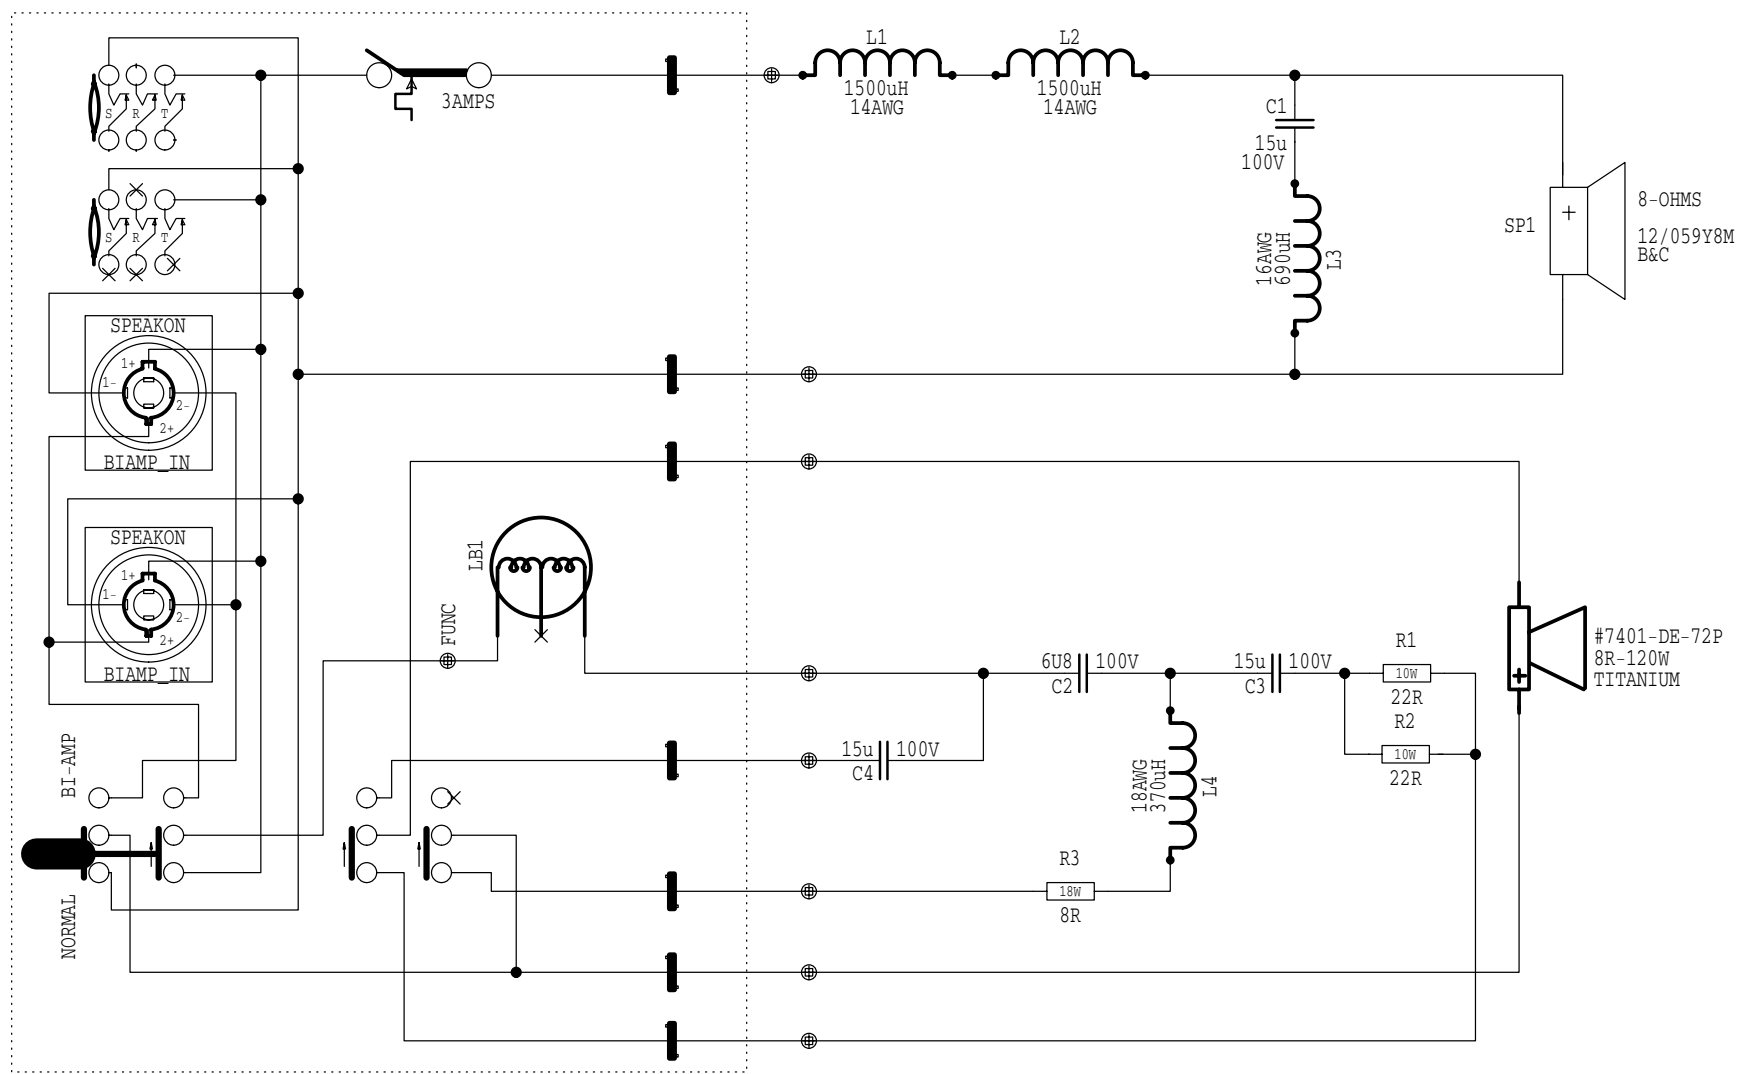 L1
1500uH
14AWG
L2
1500uH
14AWG
3AMPS
S R T
C1
15u
100V
S R T
16AWG
690uH
L3
SP1
+
8-OHMS
12/059Y8M
B&C
SPEAKON
1+
1-
2-
2+
BIAMP_IN
SPEAKON
1+
1-
2-
2+
BIAMP_IN
LB1
FUNC
6U8
100V
C2
15u
100V
C3
R1
10W
22R
R2
10W
22R
+
#7401-DE-72P
8R-120W
TITANIUM
15u
100V
C4
18AWG
370uH
L4
R3
18W
8R
BI-AMP
NORMAL